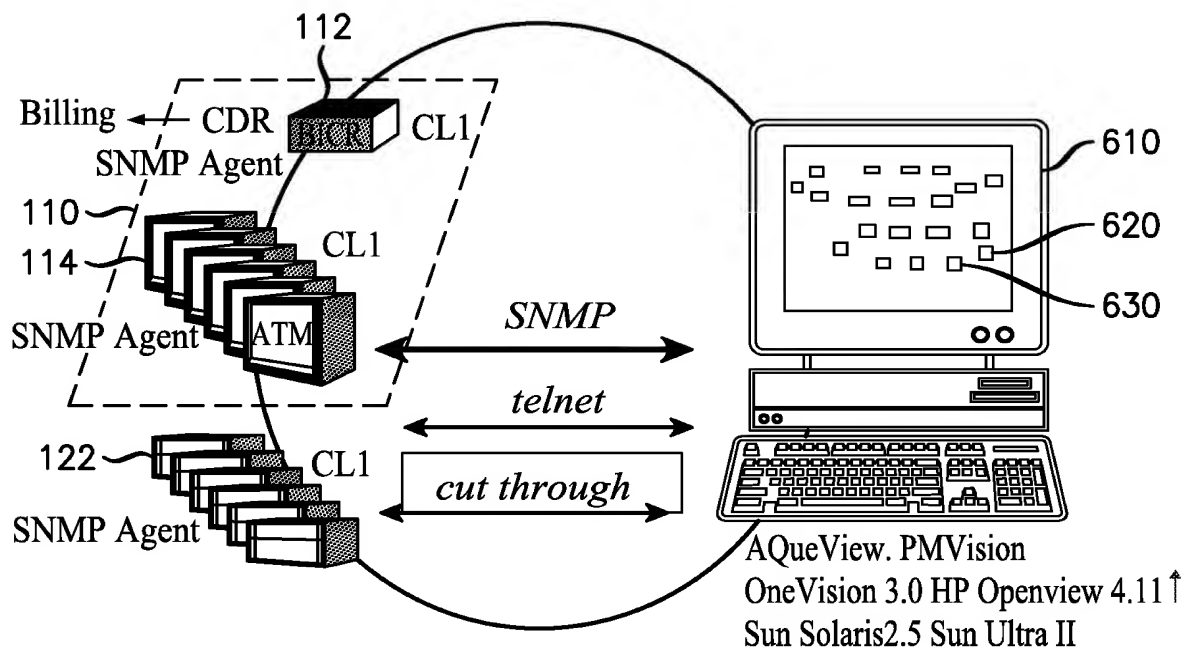 112
Billing
CDR
BICR
CL1
SNMP Agent
610
110
620
114
CL1
630
SNMP Agent
ATM
SNMP
telnet
122
CL1
cut through
SNMP Agent
AQueView. PMVision
OneVision 3.0 HP Openview 4.11↑
Sun Solaris2.5 Sun Ultra II